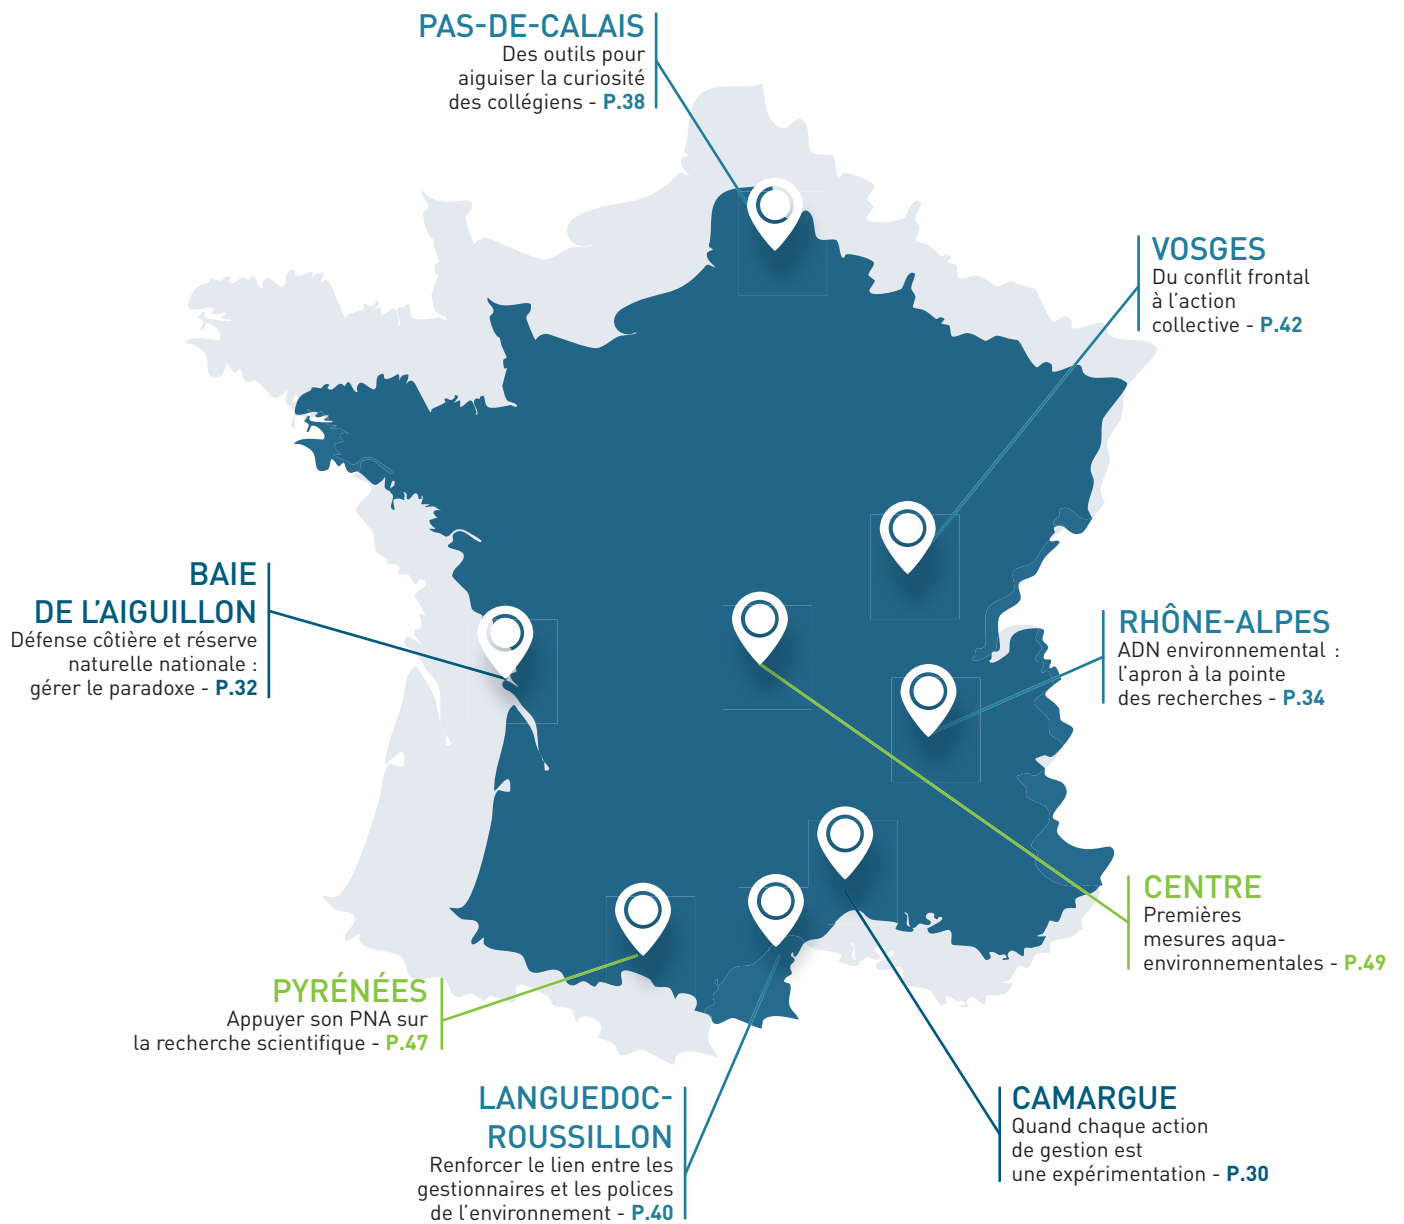 PAS-DE-CALAIS
Des outils pour
aiguiser la curiosité
des collégiens - P.38
VOSGES
Du conflit frontal
à l'action
collective - P.42
BAIE
DE L'AIGUILLON
Défense côtière et réserve
naturelle nationale :
gérer le paradoxe - P.32
RHÔNE-ALPES
ADN environnemental :
l'apron à la pointe
des recherches - P.34
CENTRE
Premières
mesures aqua-
environnementales - P.49
PYRÉNÉES
Appuyer son PNA sur
la recherche scientifique - P.47
LANGUEDOC-
ROUSSILLON
Renforcer le lien entre les
gestionnaires et les polices
de l'environnement - P.40
CAMARGUE
Quand chaque action
de gestion est
une expérimentation - P.30